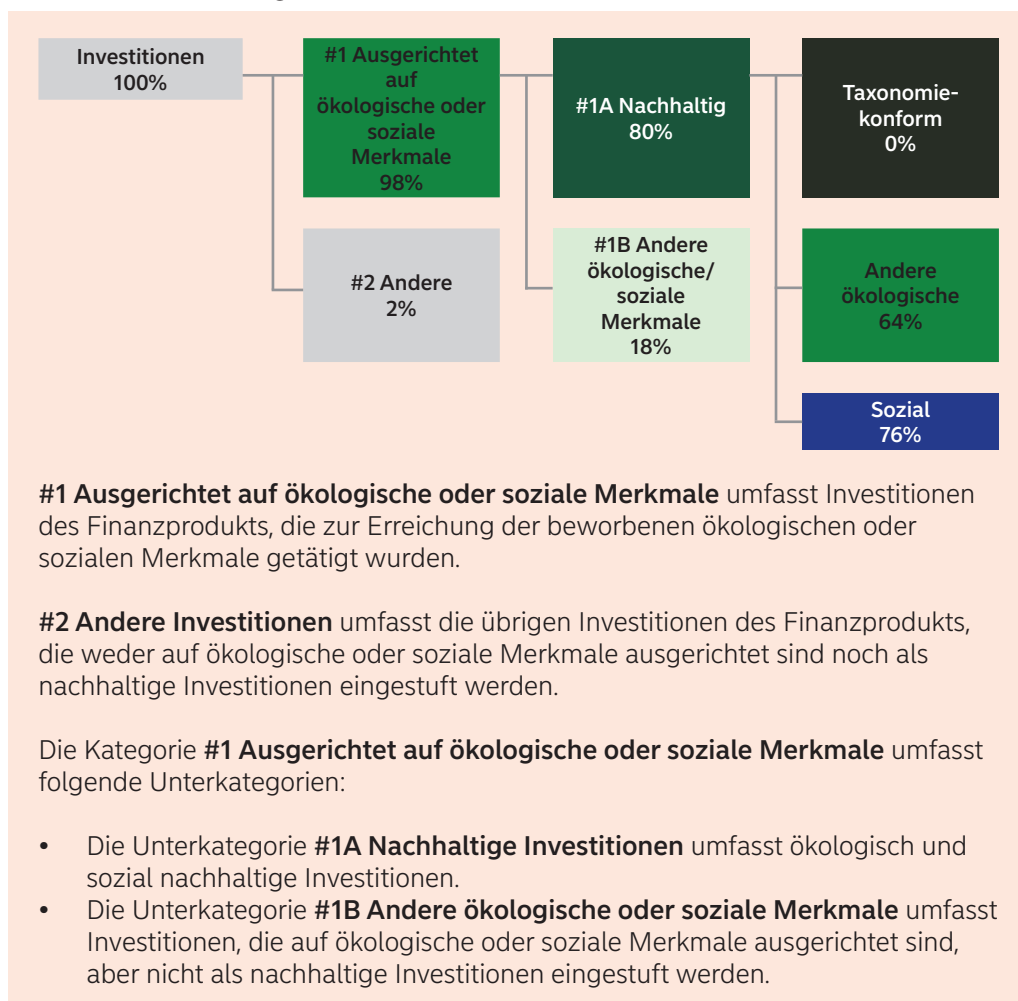 Investitionen
100%
#1 Ausgerichtet
auf
ökologische oder
soziale
Merkmale
98%
#1A Nachhaltig
80%
Taxonomie-
konform
0%
#2 Andere
2%
#1B Andere
ökologische/
soziale
Merkmale
18%
Andere
ökologische
64%
Sozial
76%
#1 Ausgerichtet auf ökologische oder soziale Merkmale umfasst Investitionen
des Finanzprodukts, die zur Erreichung der beworbenen ökologischen oder
sozialen Merkmale getätigt wurden.
#2 Andere Investitionen umfasst die übrigen Investitionen des Finanzprodukts,
die weder auf ökologische oder soziale Merkmale ausgerichtet sind noch als
nachhaltige Investitionen eingestuft werden.
Die Kategorie #1 Ausgerichtet auf ökologische oder soziale Merkmale umfasst
folgende Unterkategorien:
• Die Unterkategorie #1A Nachhaltige Investitionen umfasst ökologisch und
sozial nachhaltige Investitionen.
• Die Unterkategorie #1B Andere ökologische oder soziale Merkmale umfasst
Investitionen, die auf ökologische oder soziale Merkmale ausgerichtet sind,
aber nicht als nachhaltige Investitionen eingestuft werden.